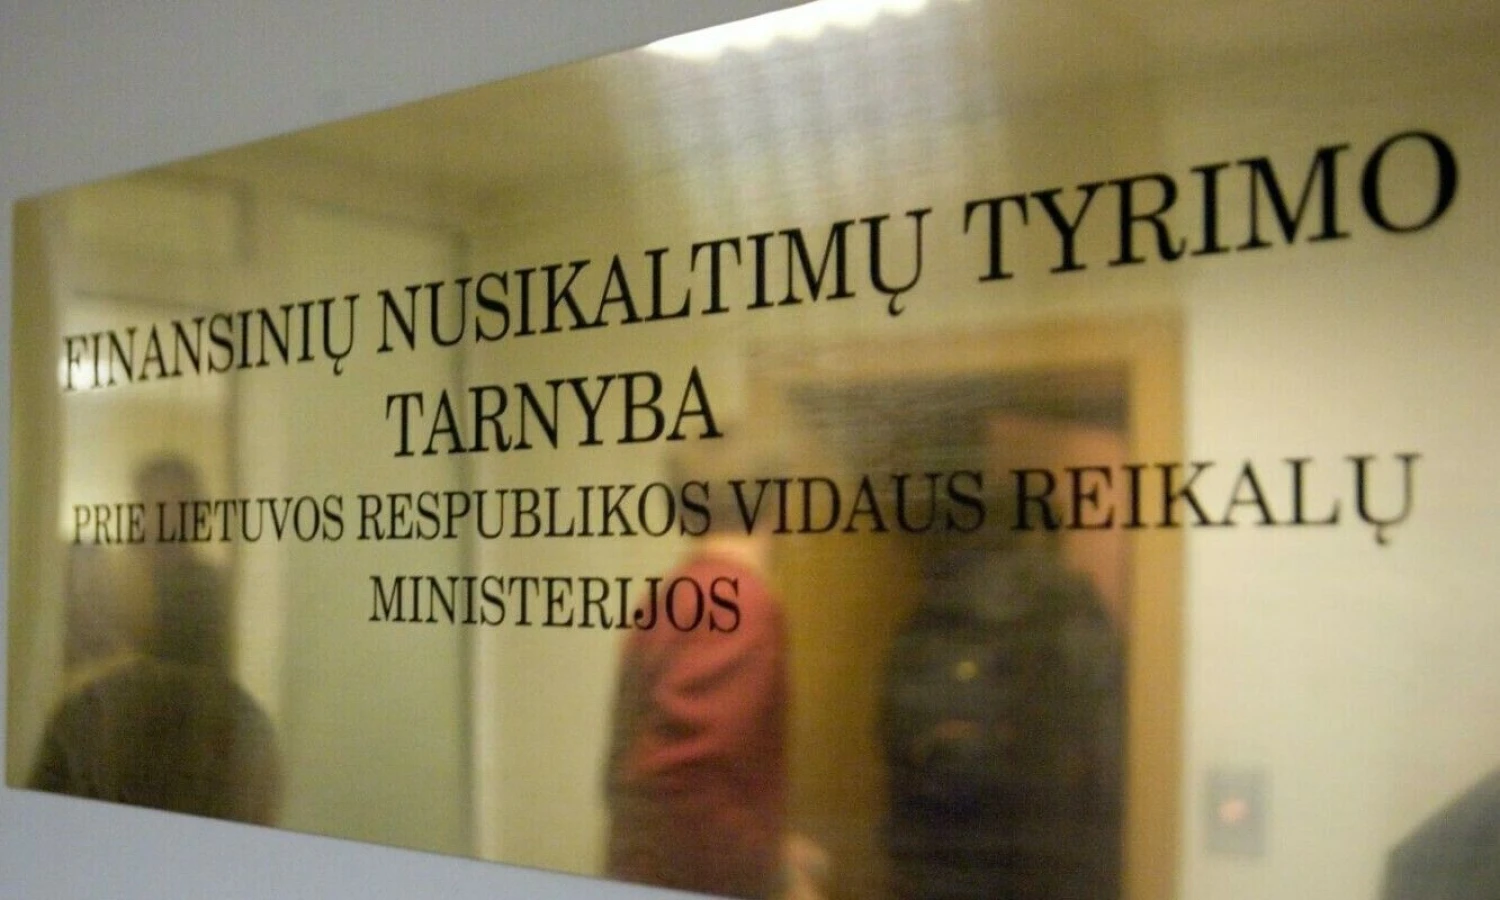 FINANSINIŲ NUSIKALTIMŲ TYRIMO
TARNYBA
PRIE LIETUVOS RESPUBLIKOS VIDAUS REIKALŲ
MINISTERIJOS